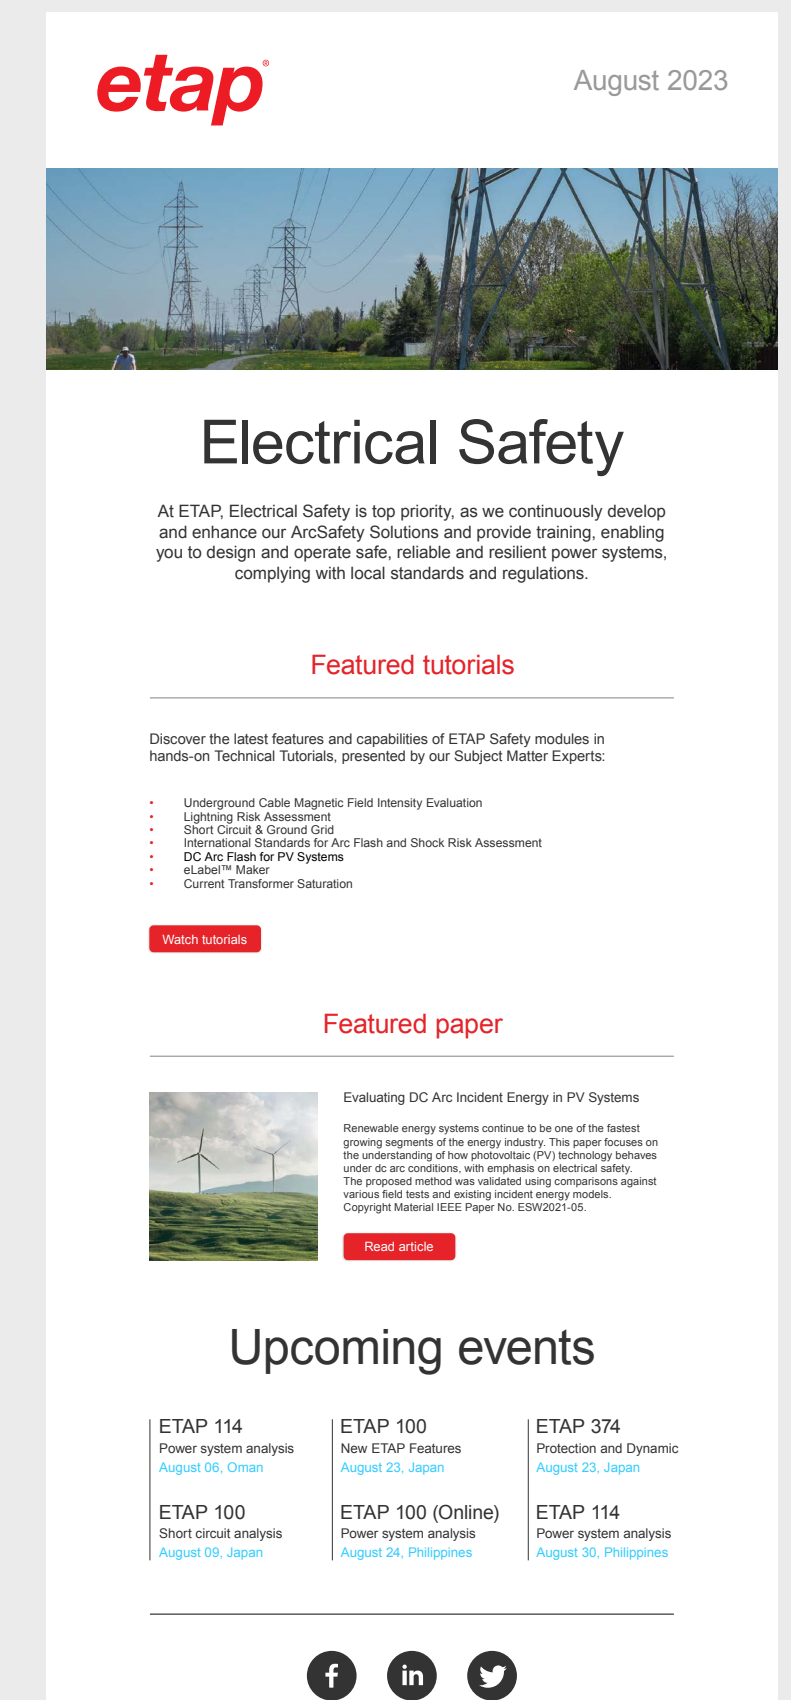 etap®
August 2023
Electrical Safety
At ETAP, Electrical Safety is top priority, as we continuously develop
and enhance our ArcSafety Solutions and provide training, enabling
you to design and operate safe, reliable and resilient power systems,
complying with local standards and regulations.
Featured tutorials
Discover the latest features and capabilities of ETAP Safety modules in
hands-on Technical Tutorials, presented by our Subject Matter Experts:
• Underground Cable Magnetic Field Intensity Evaluation
• Lightning Risk Assessment
• Short Circuit & Ground Grid
• International Standards for Arc Flash and Shock Risk Assessment
• DC Arc Flash for PV Systems
• eLabel™ Maker
• Current Transformer Saturation
Watch tutorials
Featured paper
Evaluating DC Arc Incident Energy in PV Systems
Renewable energy systems continue to be one of the fastest
growing segments of the energy industry. This paper focuses on
the understanding of how photovoltaic (PV) technology behaves
under dc arc conditions, with emphasis on electrical safety.
The proposed method was validated using comparisons against
various field tests and existing incident energy models.
Copyright Material IEEE Paper No. ESW2021-05.
Read article
Upcoming events
ETAP 114
Power system analysis
August 06, Oman
ETAP 100
Short circuit analysis
August 09, Japan
ETAP 100
New ETAP Features
August 23, Japan
ETAP 100 (Online)
Power system analysis
August 24, Philippines
ETAP 374
Protection and Dynamic
August 23, Japan
ETAP 114
Power system analysis
August 30, Philippines
f
in